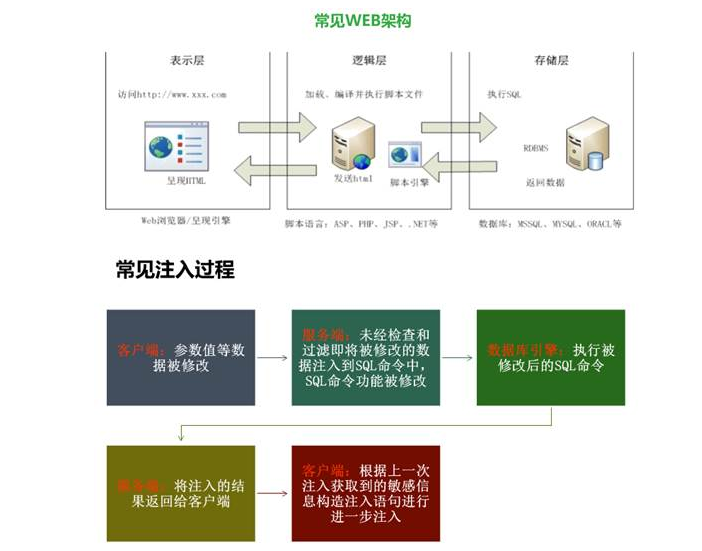 常见WEB架构
表示层
逻辑层
存储层
访问http://www.xxx.com
加载、编译并执行脚本文件
执行SQL
RDBMS
呈现HTML
发送html
脚本引擎
返回数据
Web浏览器/呈现引擎
脚本语言：ASP、PHP、JSP、.NET等
数据库：MSSQL、MYSQL、ORACL等
常见注入过程
客户端：参数值等数
据被修改
服务端：未经检查和
过滤即将被修改的数
据注入到SQL命令中，
SQL命令功能被修改
数据库引擎：执行被
修改后的SQL命令
服务端：将注入的结
果返回给客户端
客户端：根据上一次
注入获取到的敏感信
息构造注入语句进行
进一步注入